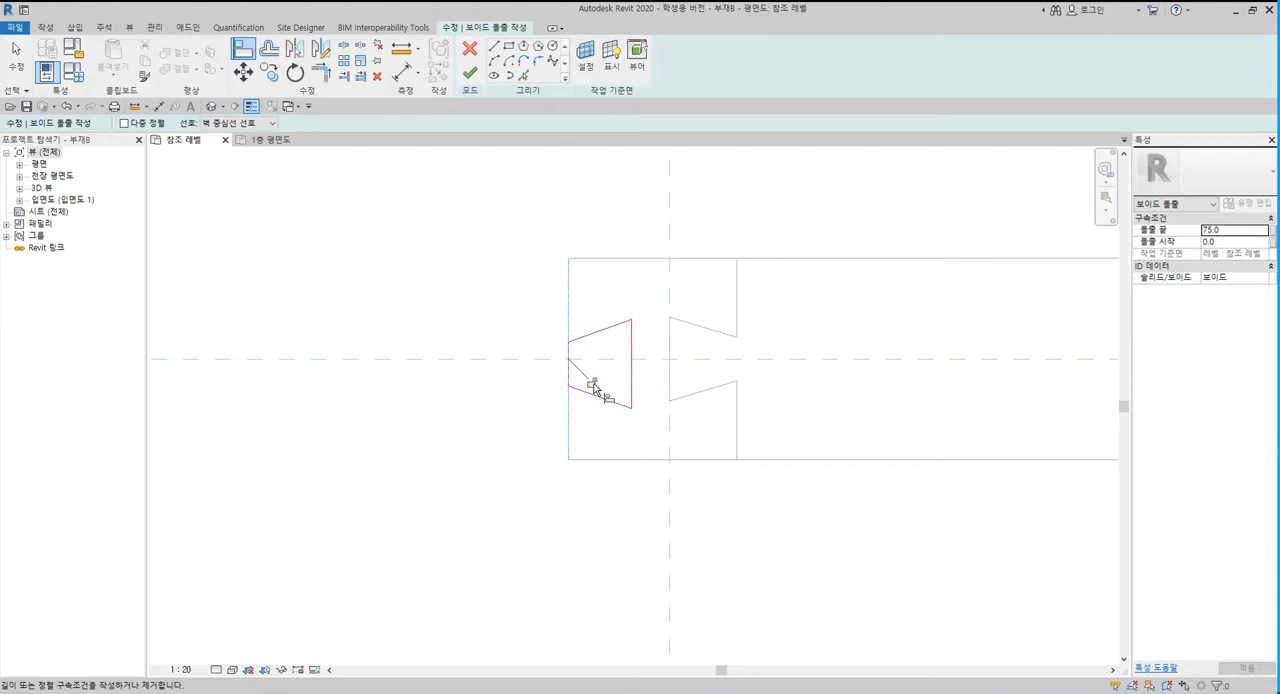 Autodesk Revit 2020 - 학생용 버전 - 부재B - 평면도: 참조 레벨
로그인
파일 작성 삽입 주석 뷰 관리 애드인 Quantification Site Designer BIM Interoperability Tools 수정 | 보이드 돌출 작성
수정 붙여넣기 절단 결합 설정 표시 뷰어
선택 특성 클립보드 형상 수정 측정 작성 모드 그리기 작업 기준면
수정 | 보이드 돌출 작성 다중 정렬 선호: 벽 중심선 선호
프로젝트 탐색기 - 부재B
참조 레벨
1층 평면도
특성
뷰 (전체)
평면
천장 평면도
3D 뷰
입면도 (입면도 1)
시트 (전체)
패밀리
그룹
Revit 링크
R
보이드 돌출 유형 편집
구속조건
돌출 끝 75.0
돌출 시작 0.0
작업 기준면 레벨 : 참조 레벨
ID 데이터
솔리드/보이드 보이드
특성 도움말 적용
1 : 20
길이 또는 정렬 구속조건을 작성하거나 제거합니다.
:0